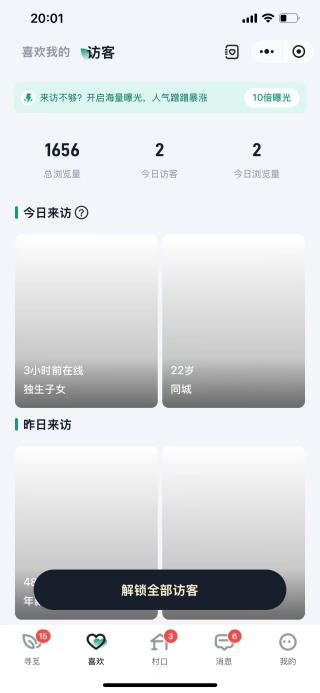 20:01
喜欢我的 访客
来访不够？开启海量曝光，人气蹭蹭暴涨 10倍曝光
1656 2 2
总浏览量 今日访客 今日浏览量
今日来访 ?
3小时前在线 22岁
独生子女 同城
昨日来访
48
解锁全部访客
15 3 6
寻觅 喜欢 村口 消息 我的